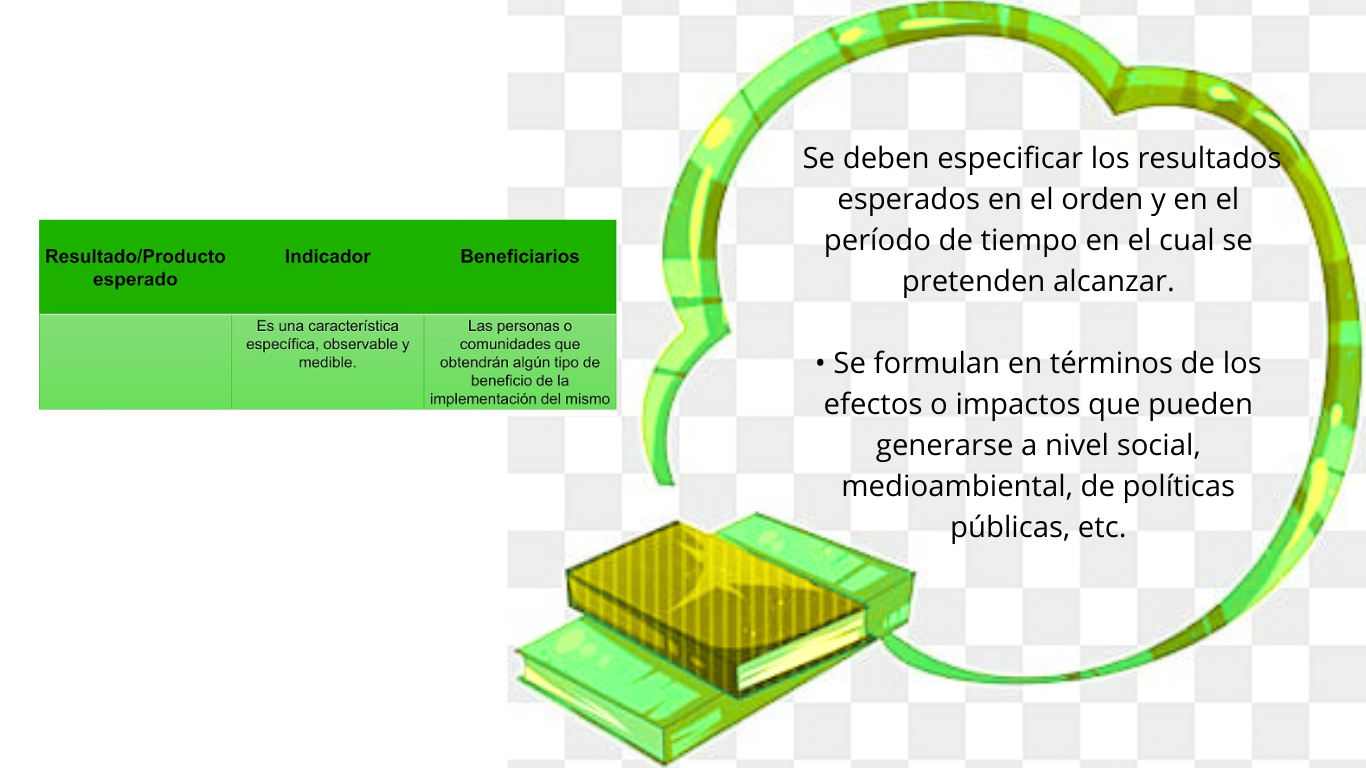 Resultado/Producto
esperado
Indicador
Beneficiarios
Es una característica
específica, observable y
medible.
Las personas o
comunidades que
obtendrán algún tipo de
beneficio de la
implementación del mismo
Se deben especificar los resultados
esperados en el orden y en el
período de tiempo en el cual se
pretenden alcanzar.
• Se formulan en términos de los
efectos o impactos que pueden
generarse a nivel social,
medioambiental, de políticas
públicas, etc.